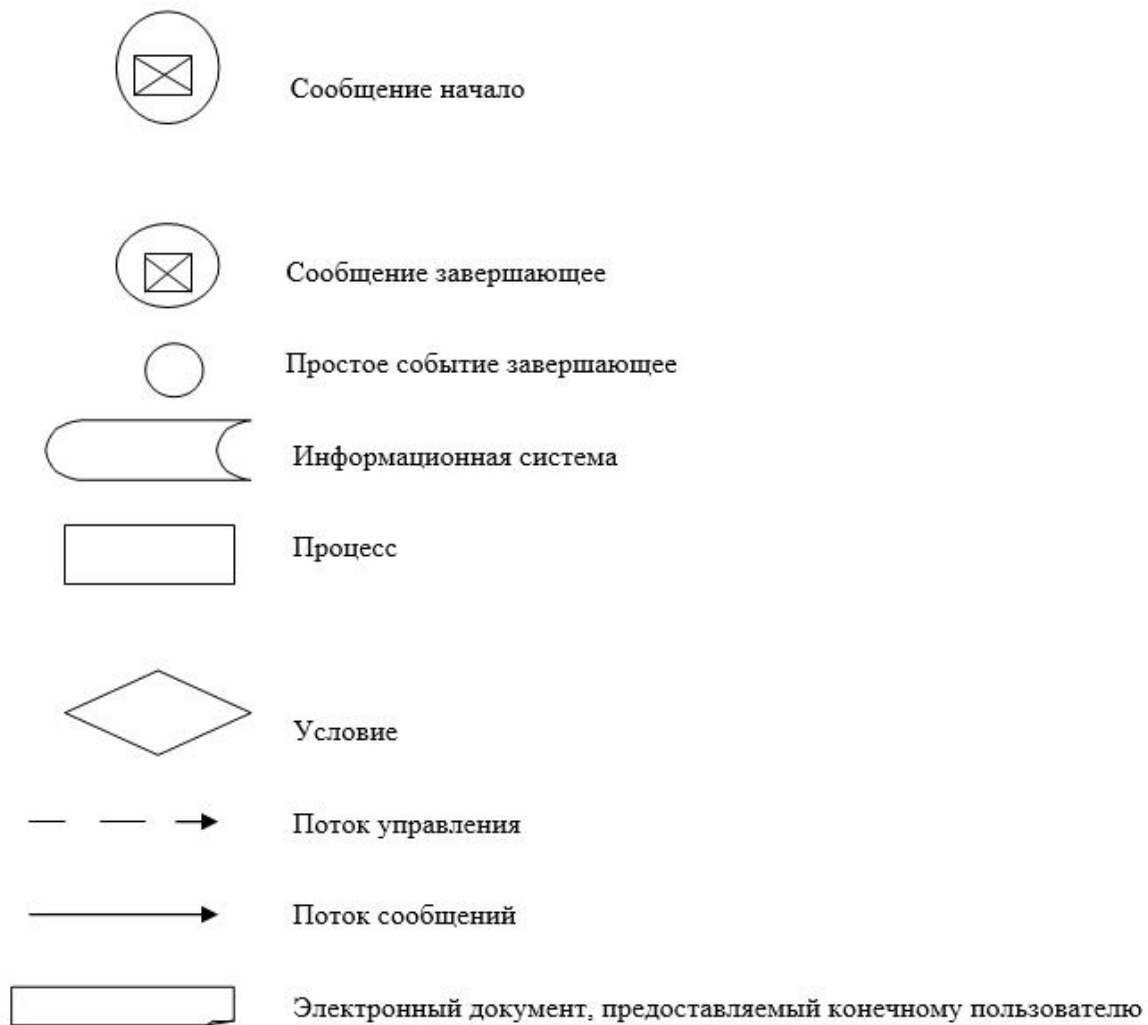 Сообщение начало
Сообщение завершающее
Простое событие завершающее
Информационная система
Процесс
Условие
Поток управления
Поток сообщений
Электронный документ, предоставляемый конечному пользователю